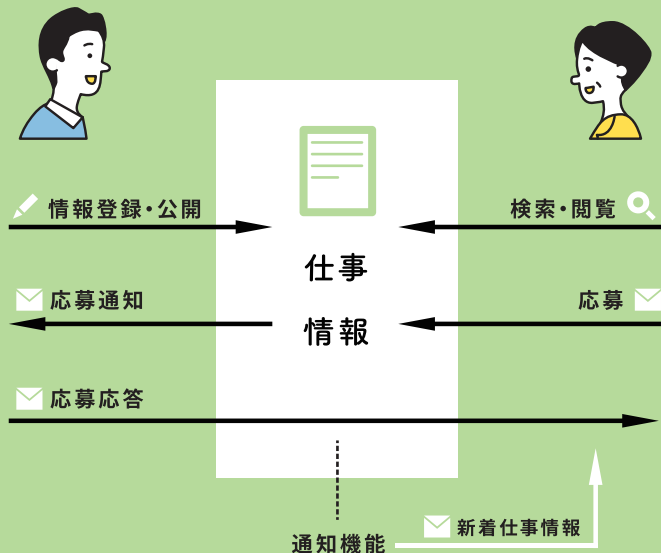 情報登録・公開
検索・閲覧
仕事
情報
応募通知
応募
応募応答
新着仕事情報
通知機能